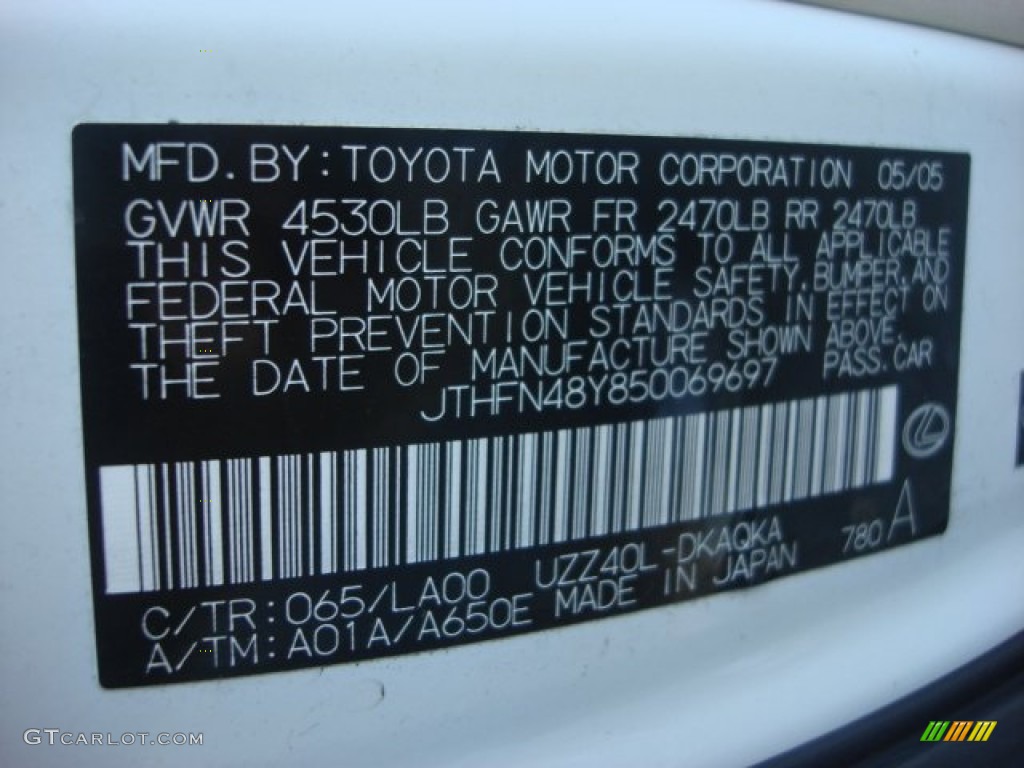 MFD. BY: TOYOTA MOTOR CORPORATION 05/05
GVWR 4530LB GAWR FR 2470LB RR 2470LB
THIS VEHICLE CONFORMS TO ALL APPLICABLE
FEDERAL MOTOR VEHICLE SAFETY, BUMPER, AND
THEFT PREVENTION STANDARDS IN EFFECT ON
THE DATE OF MANUFACTURE SHOWN ABOVE.
JTHFN48Y850069697 PASS. CAR
C/TR: 065/LA00 UZZ40L-DKAQKA 780 A
A/TM: A01A/A650E MADE IN JAPAN
GTCARLOT.COM